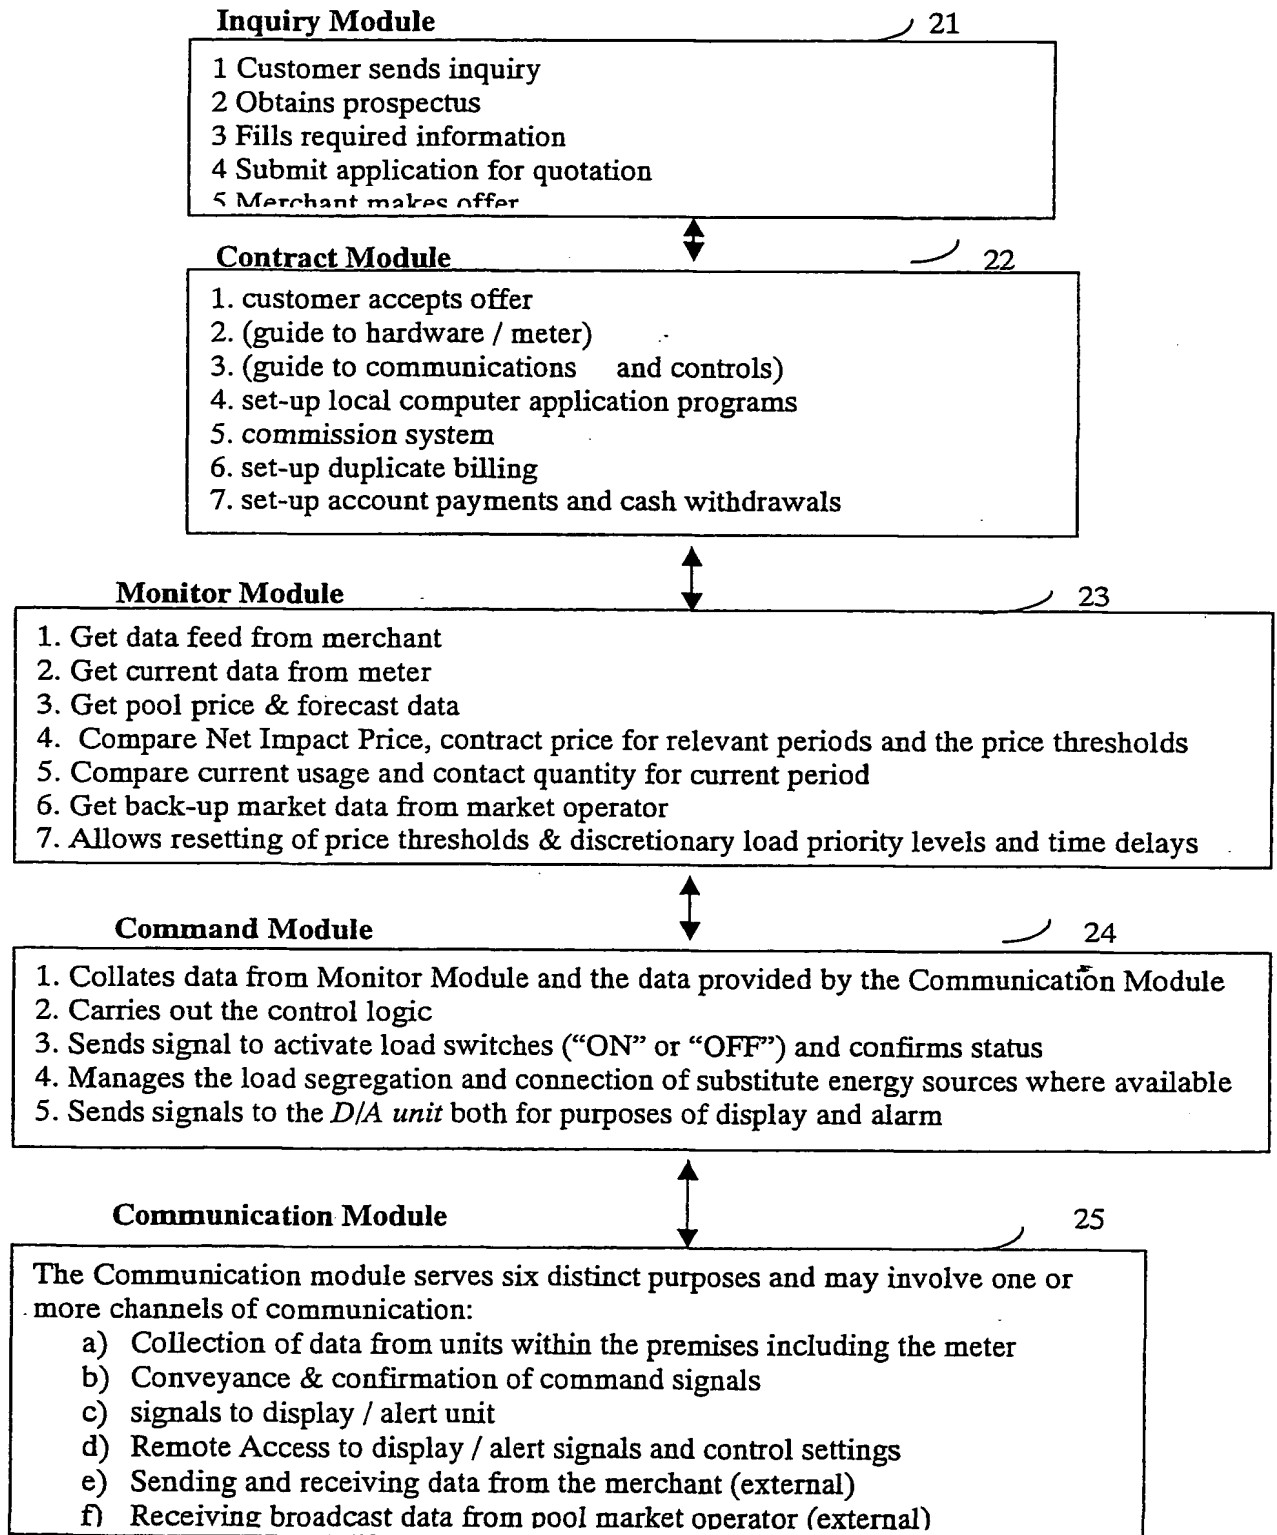 Inquiry Module
21
1 Customer sends inquiry
2 Obtains prospectus
3 Fills required information
4 Submit application for quotation
5 Merchant makes offer
Contract Module
22
1. customer accepts offer
2. (guide to hardware / meter)
3. (guide to communications and controls)
4. set-up local computer application programs
5. commission system
6. set-up duplicate billing
7. set-up account payments and cash withdrawals
Monitor Module
23
1. Get data feed from merchant
2. Get current data from meter
3. Get pool price & forecast data
4. Compare Net Impact Price, contract price for relevant periods and the price thresholds
5. Compare current usage and contact quantity for current period
6. Get back-up market data from market operator
7. Allows resetting of price thresholds & discretionary load priority levels and time delays
Command Module
24
1. Collates data from Monitor Module and the data provided by the Communication Module
2. Carries out the control logic
3. Sends signal to activate load switches (“ON” or “OFF”) and confirms status
4. Manages the load segregation and connection of substitute energy sources where available
5. Sends signals to the D/A unit both for purposes of display and alarm
Communication Module
25
The Communication module serves six distinct purposes and may involve one or
more channels of communication:
a) Collection of data from units within the premises including the meter
b) Conveyance & confirmation of command signals
c) signals to display / alert unit
d) Remote Access to display / alert signals and control settings
e) Sending and receiving data from the merchant (external)
f) Receiving broadcast data from pool market operator (external)